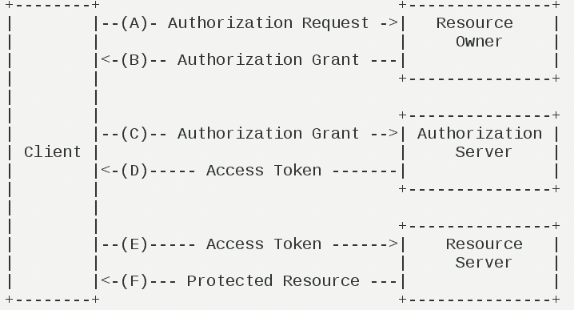 +--------+                               +---------------+
|        |--(A)- Authorization Request ->|   Resource    |
|        |                               |     Owner     |
|        |<-(B)-- Authorization Grant ---|               |
|        |                               +---------------+
|        |
|        |                               +---------------+
|        |--(C)-- Authorization Grant -->| Authorization |
| Client |                               |     Server    |
|        |<-(D)----- Access Token -------|               |
|        |                               +---------------+
|        |
|        |                               +---------------+
|        |--(E)----- Access Token ------>|    Resource   |
|        |                               |     Server    |
|        |<-(F)--- Protected Resource ---|               |
+--------+                               +---------------+